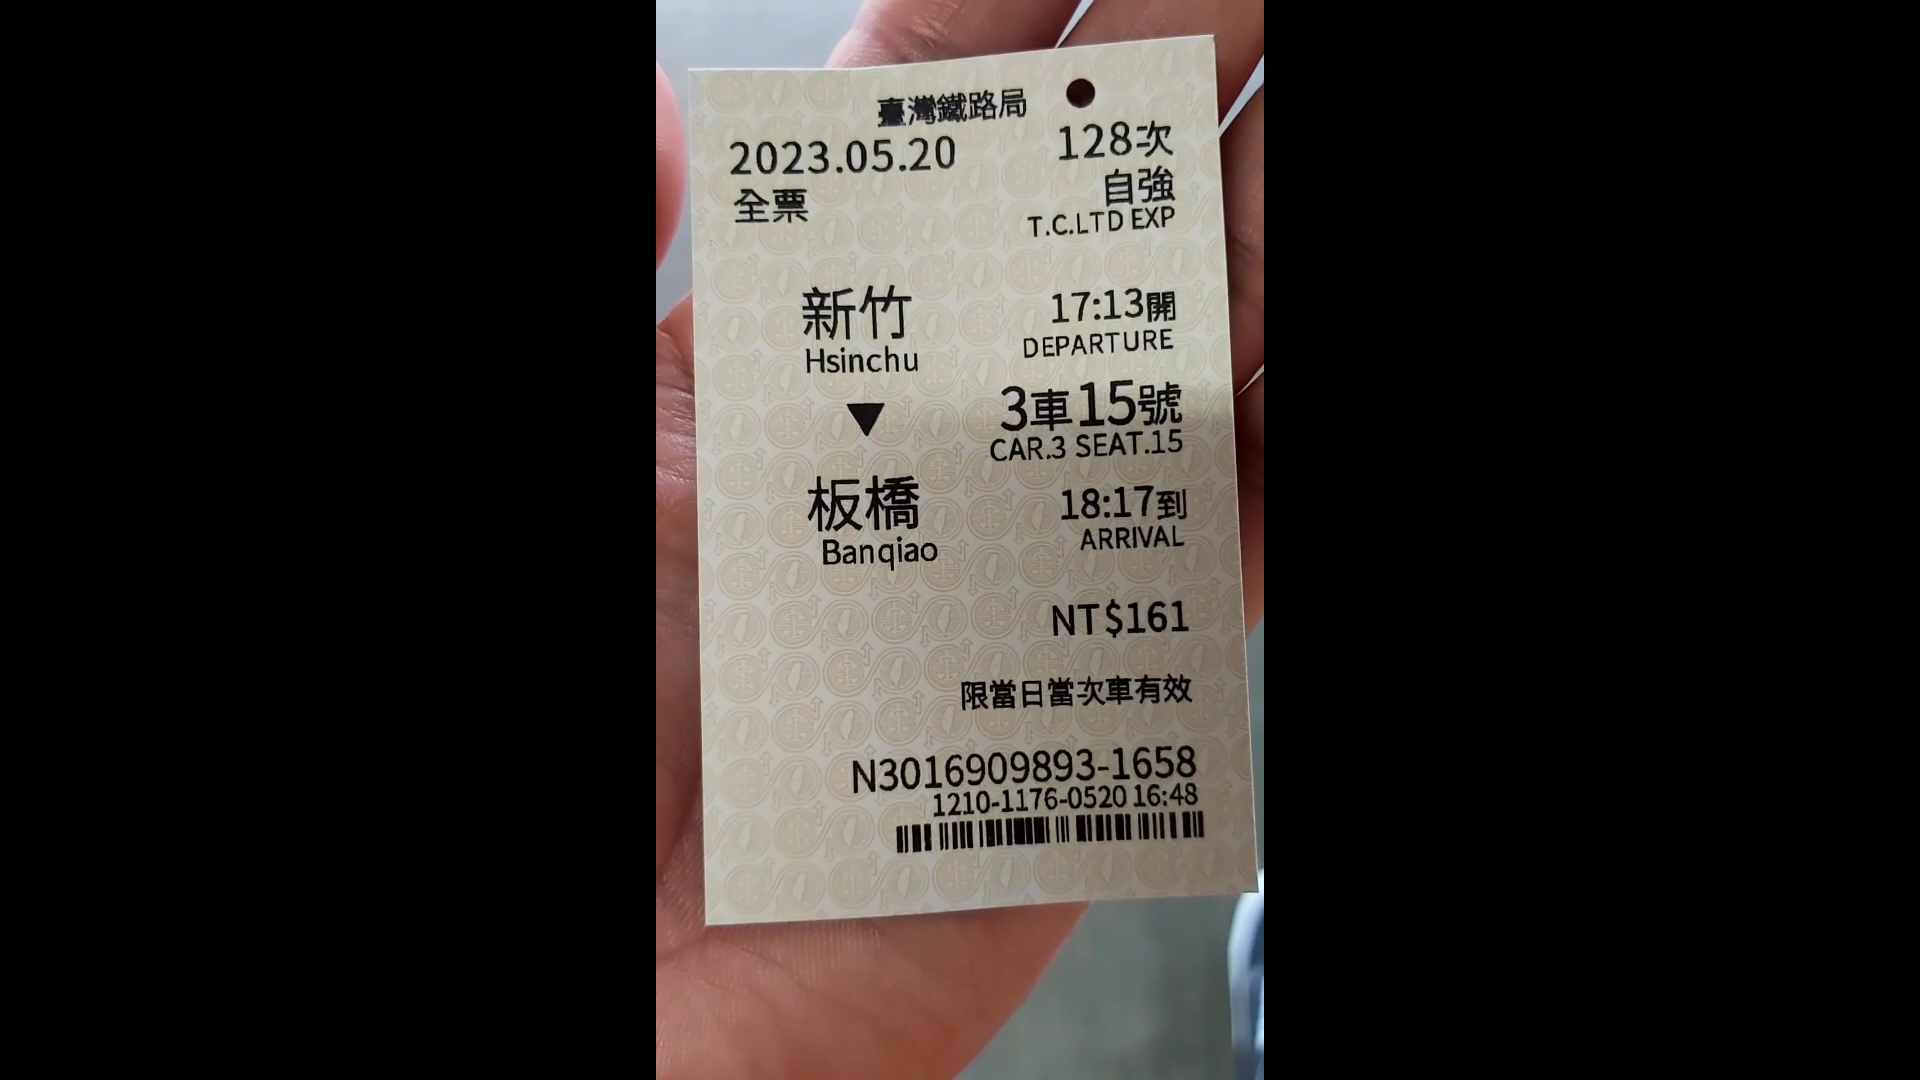 臺灣鐵路局
2023.05.20 128次
全票 自強
T.C.LTD EXP
新竹 17:13開
Hsinchu DEPARTURE
▼ 3車15號
CAR.3 SEAT.15
板橋 18:17到
Banqiao ARRIVAL
NT$161
限當日當次車有效
N3016909893-1658
1210-1176-0520 16:48